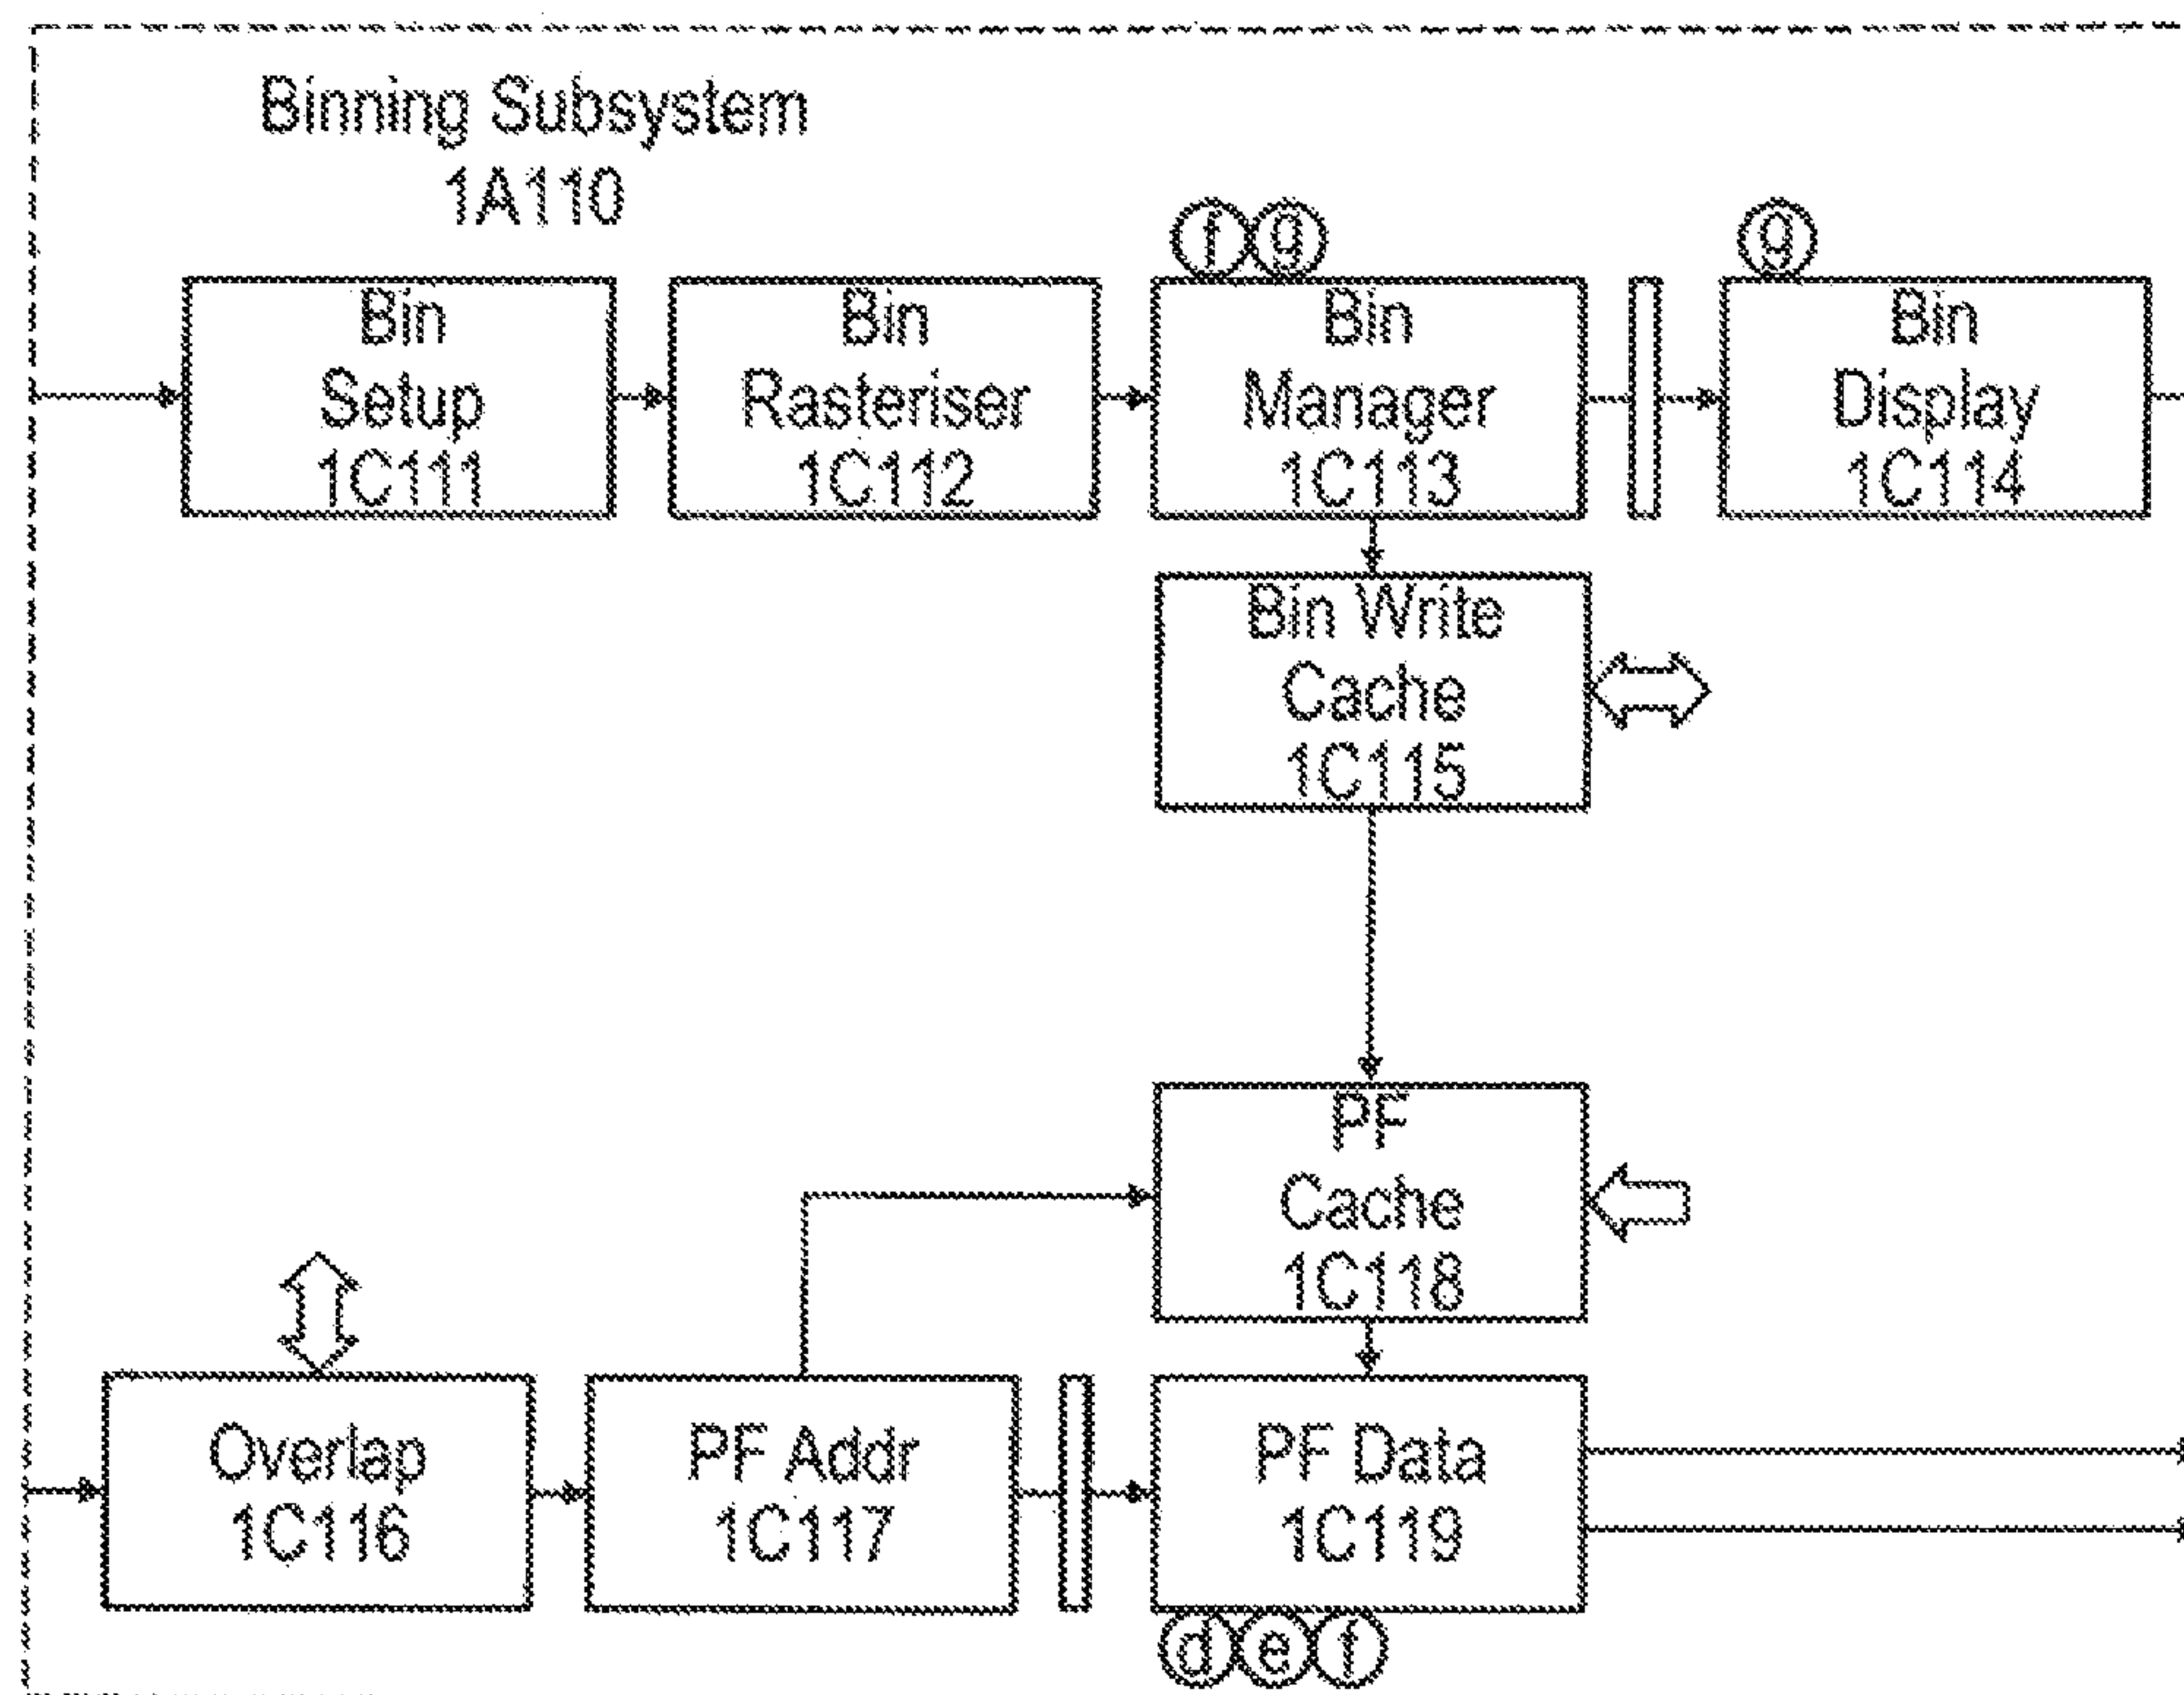 Binning Subsystem
1A110
f g
g
Bin
Setup
1C111
Bin
Rasteriser
1C112
Bin
Manager
1C113
Bin
Display
1C114
Bin Write
Cache
1C115
PF
Cache
1C118
Overlap
1C116
PF Addr
1C117
PF Data
1C119
d e f